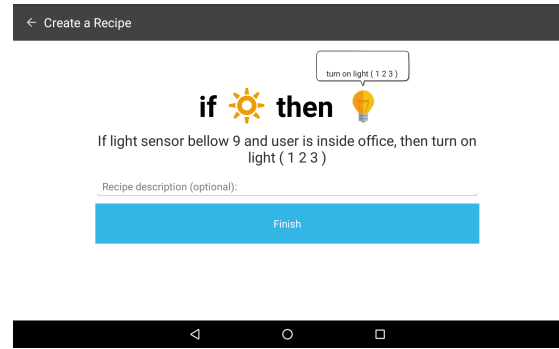 ← Create a Recipe
turn on light ( 1 2 3 )
if then
If light sensor bellow 9 and user is inside office, then turn on
light ( 1 2 3 )
Recipe description (optional):
Finish